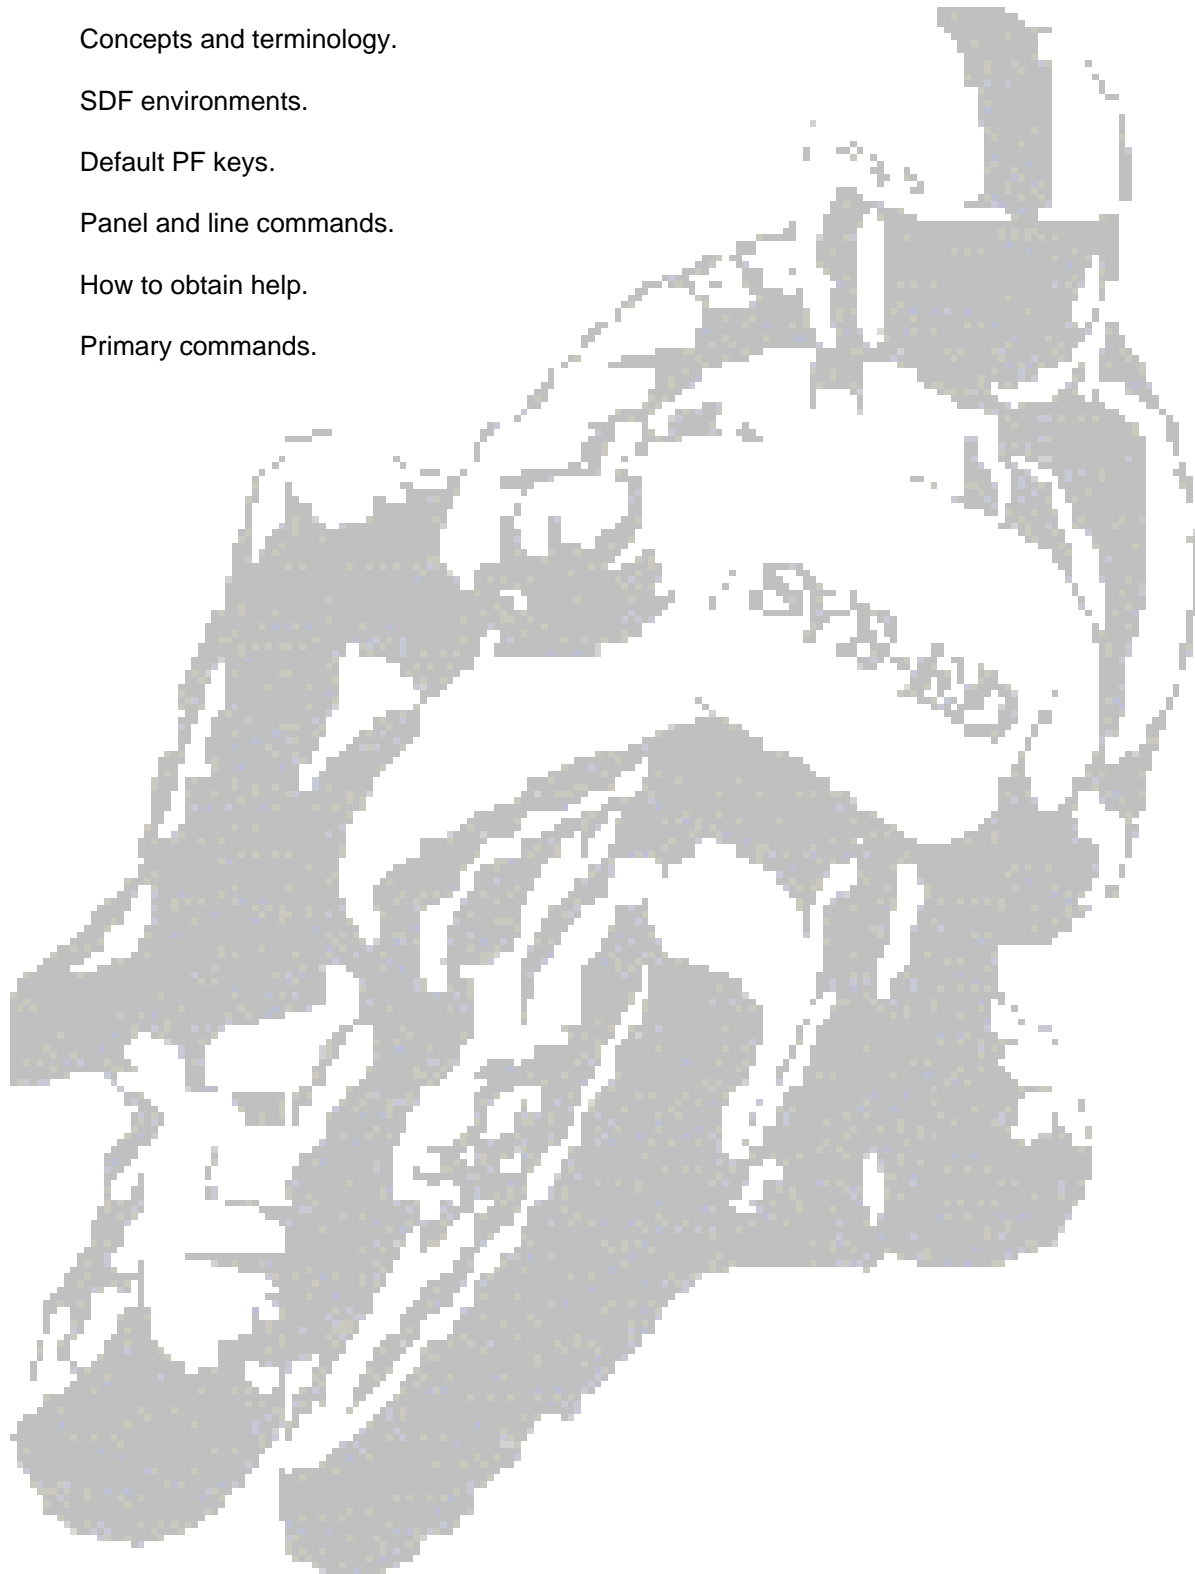 Concepts and terminology.
SDF environments.
Default PF keys.
Panel and line commands.
How to obtain help.
Primary commands.
SYS-ED